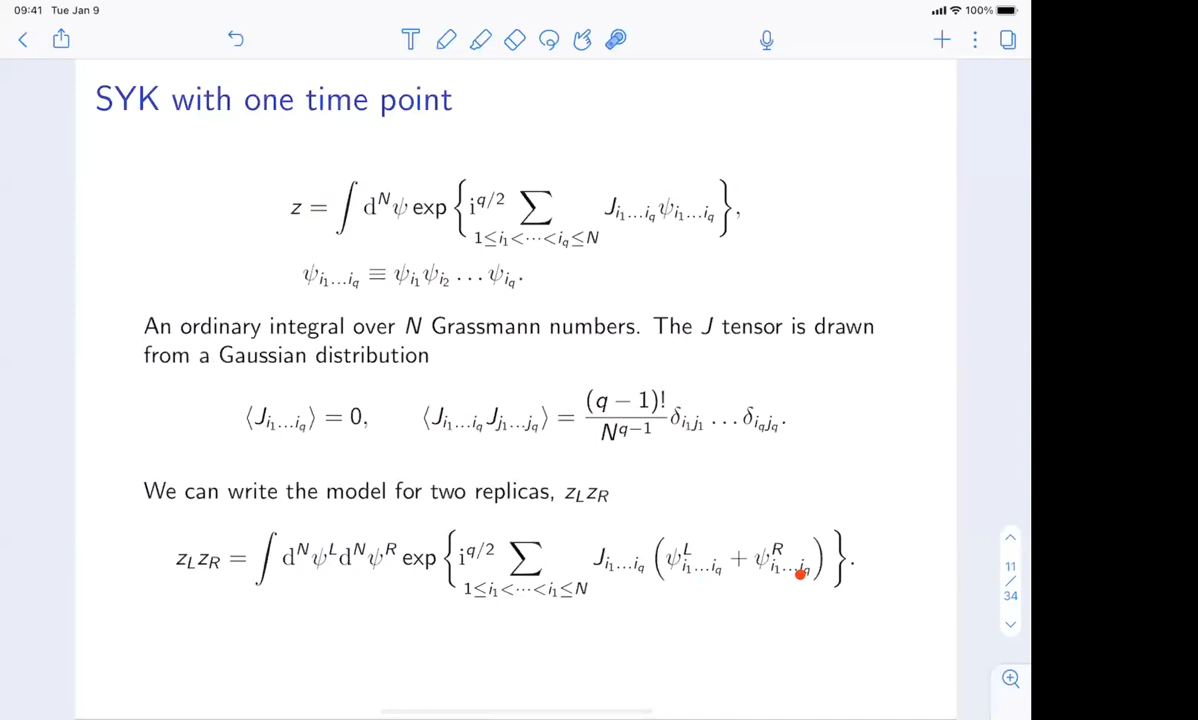 09:41 Tue Jan 9
100%
SYK with one time point
z = ∫ d^N ψ exp { i^{q/2} ∑_{1≤i_1<⋯<i_q≤N} J_{i_1…i_q} ψ_{i_1…i_q} },
ψ_{i_1…i_q} ≡ ψ_{i_1} ψ_{i_2} … ψ_{i_q}.
An ordinary integral over N Grassmann numbers. The J tensor is drawn
from a Gaussian distribution
⟨J_{i_1…i_q}⟩ = 0, ⟨J_{i_1…i_q} J_{j_1…j_q}⟩ = (q − 1)! / N^{q−1} δ_{i_1 j_1} … δ_{i_q j_q}.
We can write the model for two replicas, z_L z_R
z_L z_R = ∫ d^N ψ^L d^N ψ^R exp { i^{q/2} ∑_{1≤i_1<⋯<i_1≤N} J_{i_1…i_q} ( ψ^L_{i_1…i_q} + ψ^R_{i_1…i_q} ) }.
11
/
34